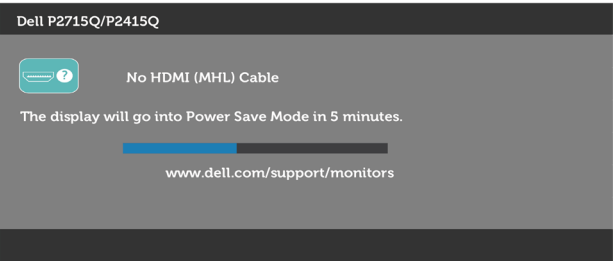 Dell P2715Q/P2415Q
?
No HDMI (MHL) Cable
The display will go into Power Save Mode in 5 minutes.
www.dell.com/support/monitors